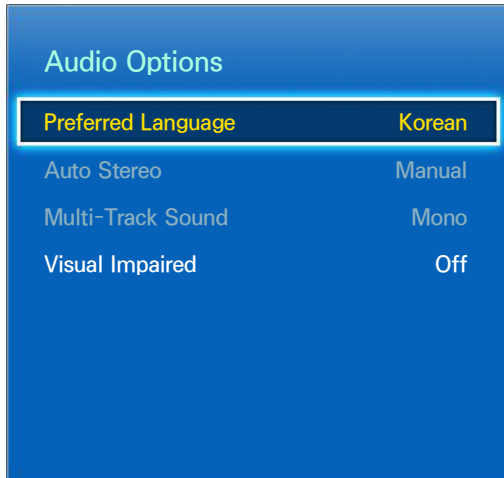 Audio Options
Preferred Language Korean
Auto Stereo Manual
Multi-Track Sound Mono
Visual Impaired Off